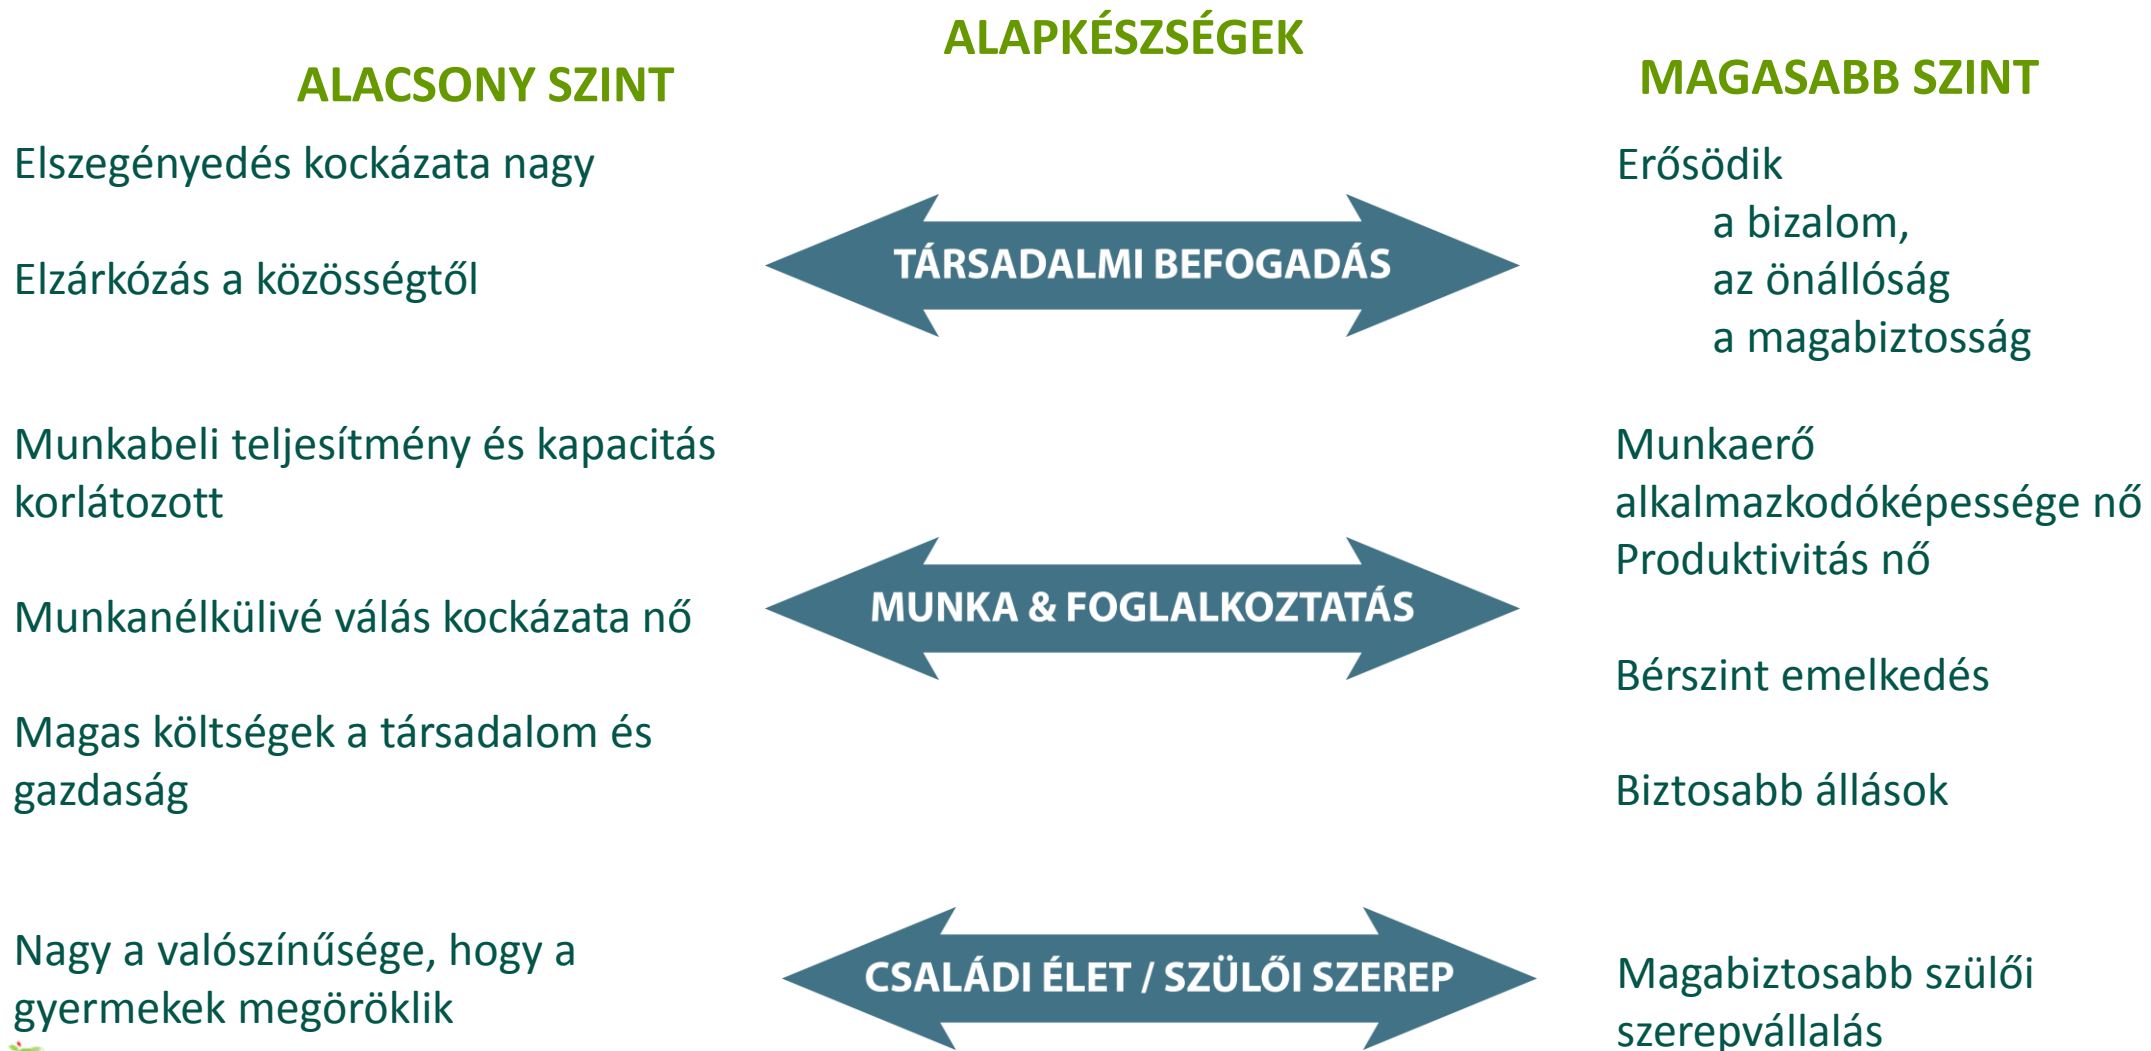 ALAPKÉSZSÉGEK
ALACSONY SZINT
MAGASABB SZINT
Elszegényedés kockázata nagy
Elzárkózás a közösségtől
TÁRSADALMI BEFOGADÁS
Erősödik
a bizalom,
az önállóság
a magabiztosság
Munkabeli teljesítmény és kapacitás
korlátozott
Munkanélkülivé válás kockázata nő
Magas költségek a társadalom és
gazdaság
MUNKA & FOGLALKOZTATÁS
Munkaerő
alkalmazkodóképessége nő
Produktivitás nő
Bérszint emelkedés
Biztosabb állások
Nagy a valószínűsége, hogy a
gyermekek megöröklik
CSALÁDI ÉLET / SZÜLŐI SZEREP
Magabiztosabb szülői
szerepvállalás